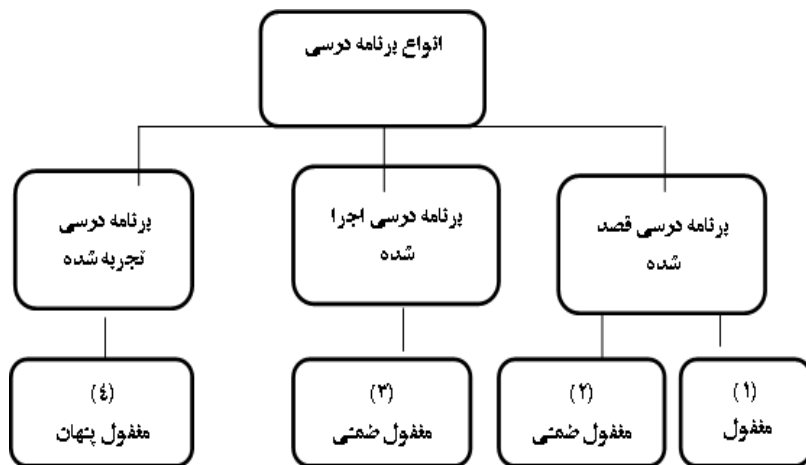 انواع برنامه درسی
برنامه درسی قصد
شده
برنامه درسی اجرا
شده
برنامه درسی
تجربه شده
(۱)
مغفول
(۲)
مغفول ضمنی
(۳)
مغفول ضمنی
(٤)
مغفول پنهان